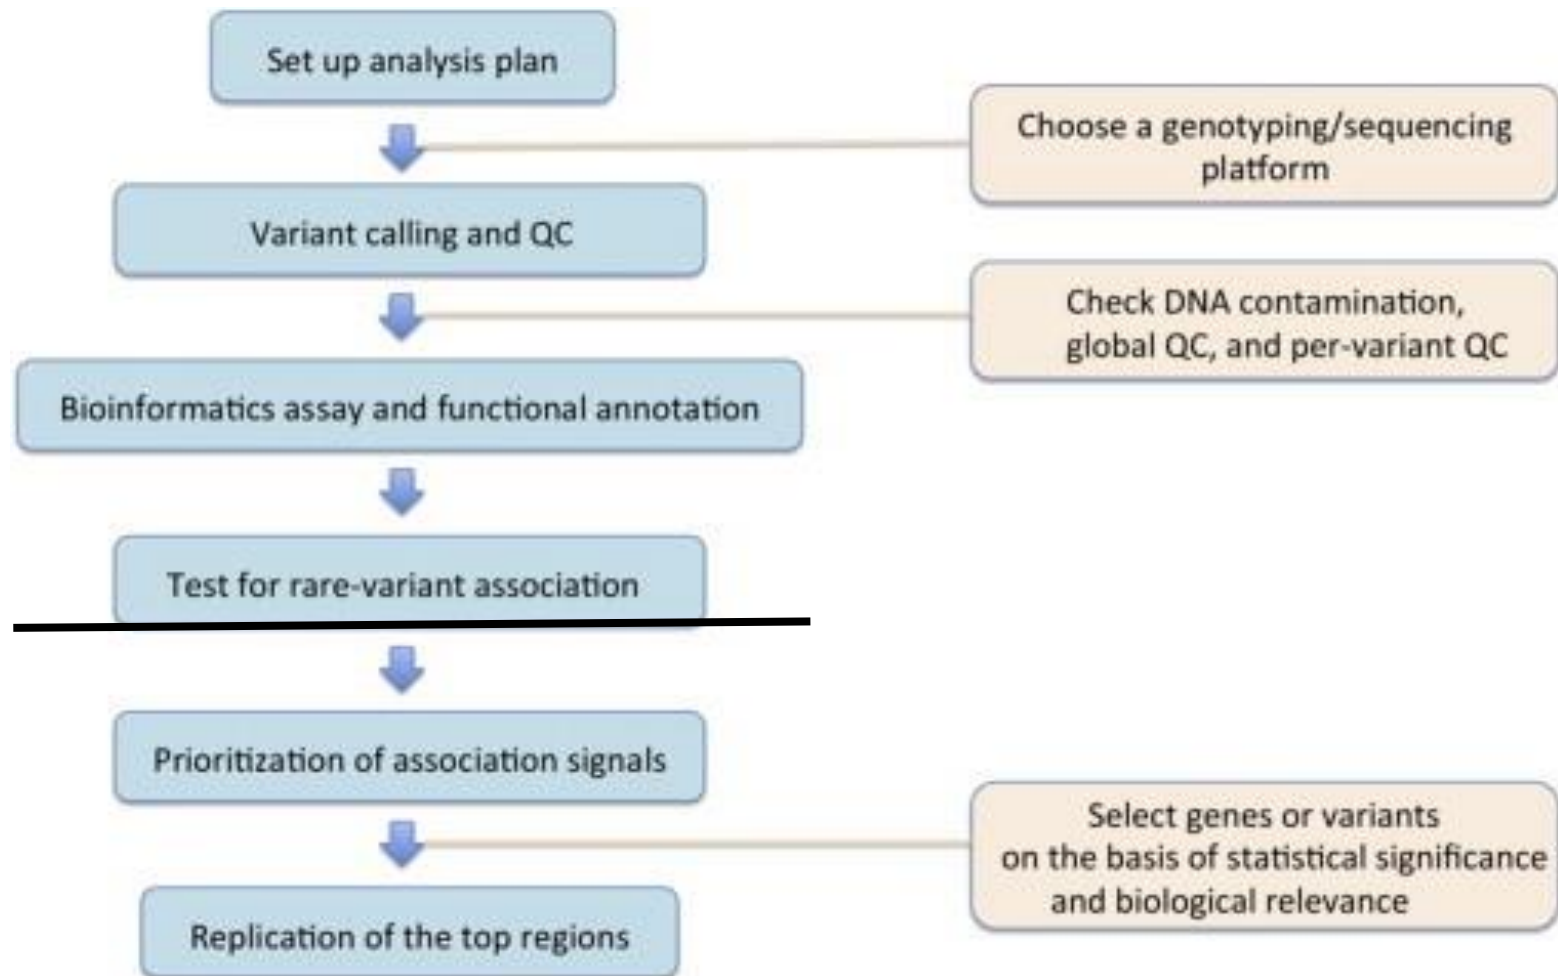 Set up analysis plan
Choose a genotyping/sequencing
platform
Variant calling and QC
Check DNA contamination,
global QC, and per-variant QC
Bioinformatics assay and functional annotation
Test for rare-variant association
Prioritization of association signals
Select genes or variants
on the basis of statistical significance
and biological relevance
Replication of the top regions